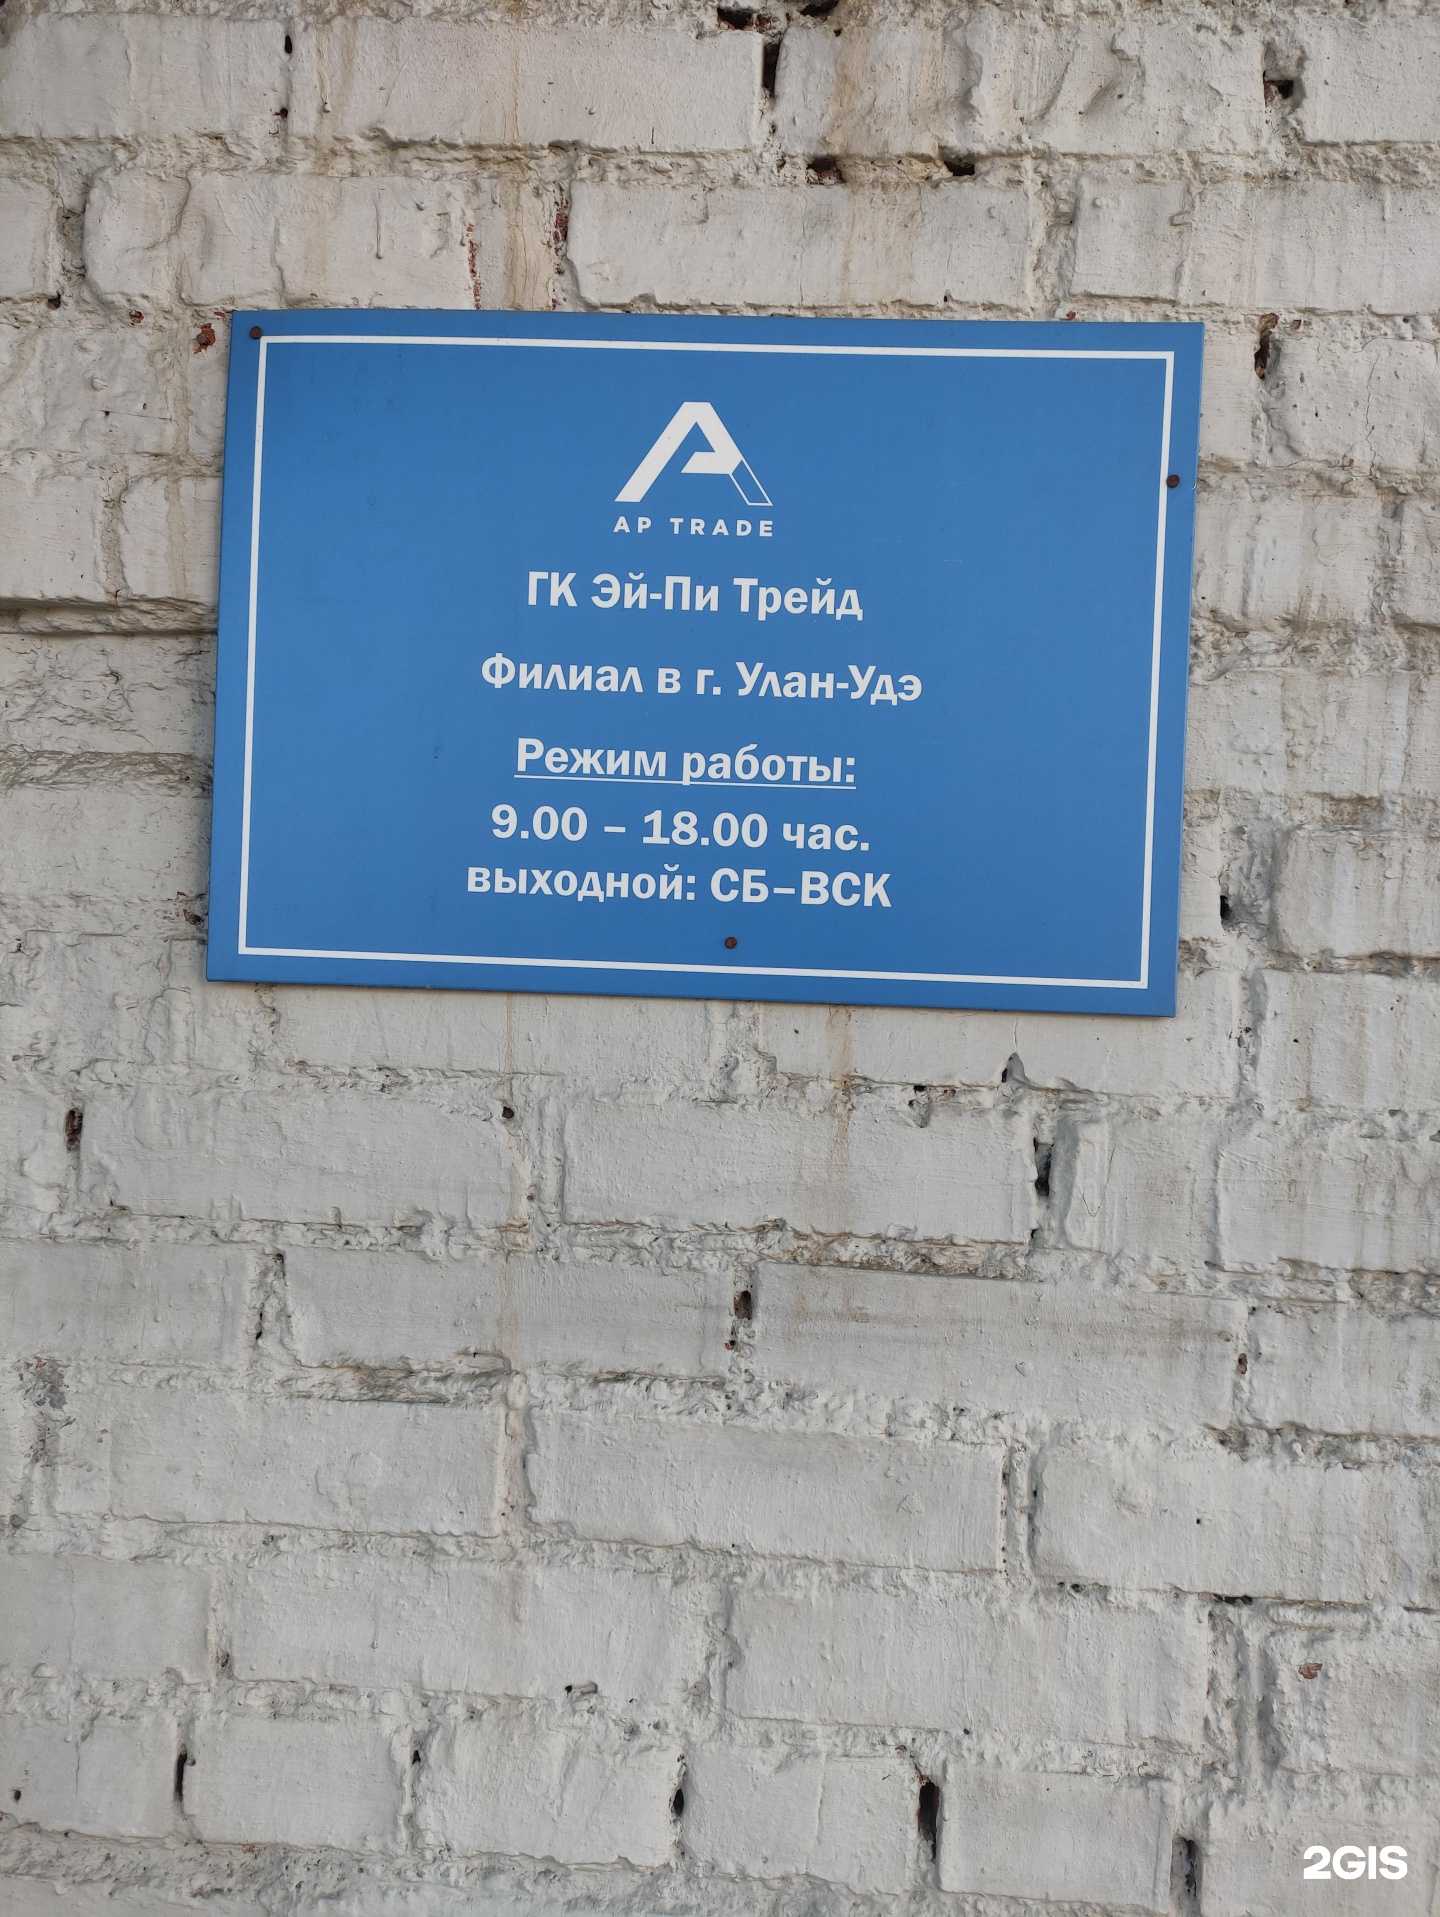 AP TRADE
ГК Эй-Пи Трейд
Филиал в г. Улан-Удэ
Режим работы:
9.00 – 18.00 час.
выходной: СБ–ВСК
2GIS